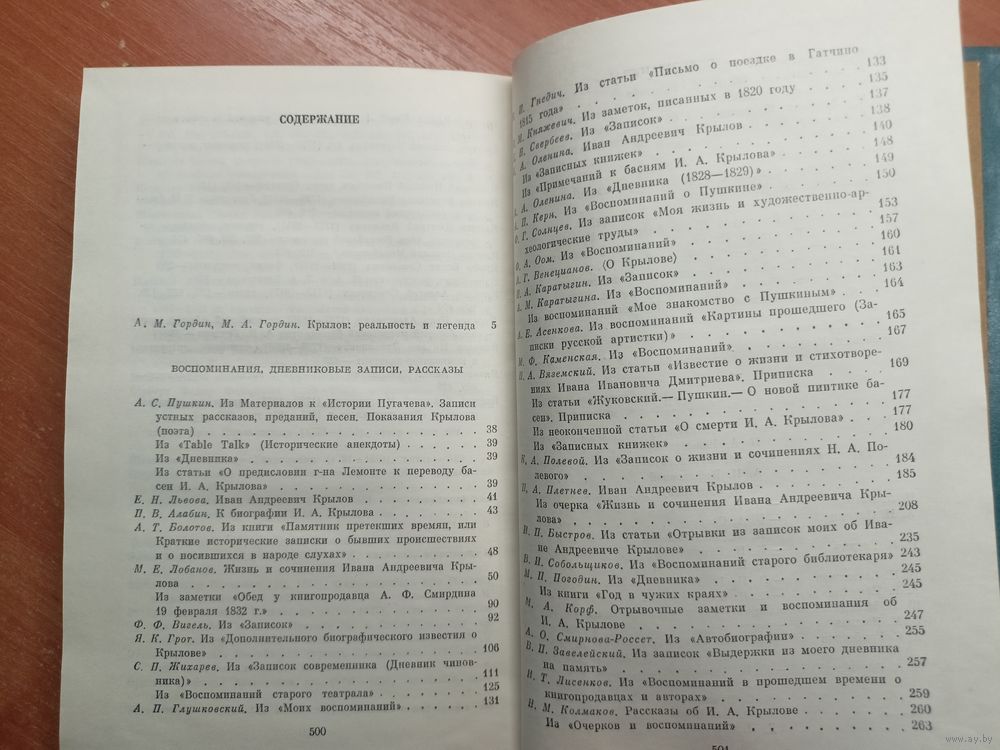 СОДЕРЖАНИЕ
А. М. Гордин, М. А. Гордин. Крылов: реальность и легенда 5
ВОСПОМИНАНИЯ, ДНЕВНИКОВЫЕ ЗАПИСИ, РАССКАЗЫ
А. С. Пушкин. Из Материалов к «Истории Пугачева». Записи
устных рассказов, преданий, песен. Показания Крылова
(поэта) 38
Из «Table Talk» (Исторические анекдоты) 39
Из «Дневника» 39
Из статьи «О предисловии г-на Лемонте к переводу ба-
сен И. А. Крылова» 39
Е. Н. Львова. Иван Андреевич Крылов 41
П. В. Алабин. К биографии И. А. Крылова 43
А. Т. Болотов. Из книги «Памятник претекших времян, или
Краткие исторические записки о бывших происшествиях
и о носившихся в народе слухах» 48
М. Е. Лобанов. Жизнь и сочинения Ивана Андреевича Кры-
лова 50
Из заметки «Обед у книгопродавца А. Ф. Смирдина
19 февраля 1832 г.» 90
Ф. Ф. Вигель. Из «Записок» 92
Я. К. Грот. Из «Дополнительного биографического известия о
Крылове» 106
С. П. Жихарев. Из «Записок современника (Дневник чинов-
ника)» 111
Из «Воспоминаний старого театрала» 125
А. П. Глушковский. Из «Моих воспоминаний» 131
500
И. Гнедич. Из статьи «Письмо о поездке в Гатчино
1815 года» 133
М. Княжевич. Из заметок, писанных в 1820 году 135
Свербеев. Из «Записок» 137
А. Оленина. Иван Андреевич Крылов 138
Из «Записных книжек» 140
Из «Примечаний к басням И. А. Крылова» 148
А. Оленина. Из «Дневника (1828—1829)» 149
П. Керн. Из «Воспоминаний о Пушкине» 150
Г. Солнцев. Из записок «Моя жизнь и художественно-ар-
хеологические труды» 153
О. А. Оом. Из «Воспоминаний» 157
А. Г. Венецианов. (О Крылове) 160
П. А. Каратыгин. Из «Записок» 161
А. М. Каратыгина. Из «Воспоминаний» 163
Из воспоминаний «Мое знакомство с Пушкиным» 164
А. Е. Асенкова. Из воспоминаний «Картины прошедшего (За-
писки русской артистки)» 165
М. Ф. Каменская. Из «Воспоминаний» 167
П. А. Вяземский. Из статьи «Известие о жизни и стихотворе-
ниях Ивана Ивановича Дмитриева». Приписка 169
Из статьи «Жуковский.— Пушкин.— О новой пиитике ба-
сен». Приписка 177
Из неоконченной статьи «О смерти И. А. Крылова» 177
Из «Записных книжек» 180
К. А. Полевой. Из «Записок о жизни и сочинениях Н. А. По-
левого» 184
П. А. Плетнев. Иван Андреевич Крылов 185
Из очерка «Жизнь и сочинения Ивана Андреевича Кры-
лова» 208
И. П. Быстров. Из статьи «Отрывки из записок моих об Ива-
не Андреевиче Крылове» 235
В. И. Собольщиков. Из «Воспоминаний старого библиотекаря» 243
М. П. Погодин. Из «Дневника» 245
Из книги «Год в чужих краях» 245
М. А. Корф. Отрывочные заметки и воспоминания об
И. А. Крылове 247
А. О. Смирнова-Россет. Из «Автобиографии» 255
В. П. Завелейский. Из записок «Выдержки из моего дневника
на память» 257
И. Т. Лисенков. Из «Воспоминаний в прошедшем времени о
книгопродавцах и авторах» 259
Н. М. Колмаков. Рассказы об И. А. Крылове 260
Из «Очерков и воспоминаний» 263
501
www.ay.by